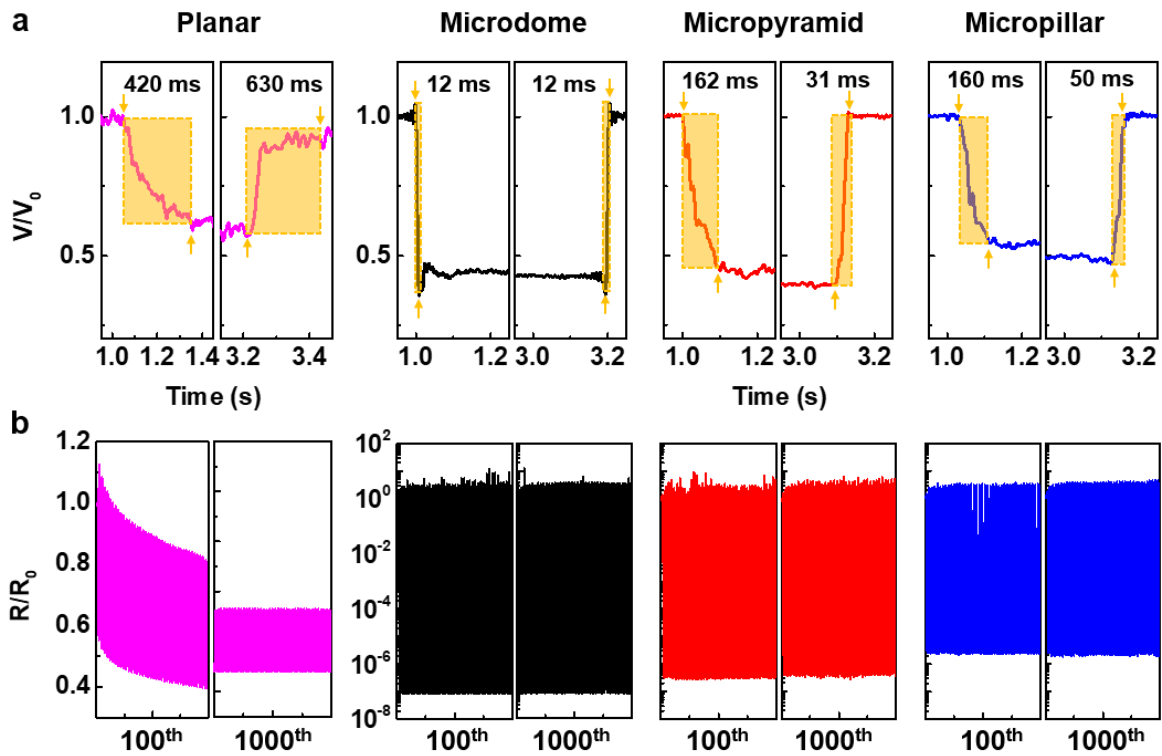 a
Planar Microdome Micropyramid Micropillar
420 ms 630 ms 12 ms 12 ms 162 ms 31 ms 160 ms 50 ms
1.0
0.5
V/V0
1.0 1.2 1.4 3.2 3.4 1.0 1.2 3.0 3.2 1.0 1.2 3.0 3.2 1.0 1.2 3.0 3.2
Time (s) Time (s)
b
1.2
1.0
0.8
0.6
0.4
R/R0
10^2
10^0
10^-2
10^-4
10^-6
10^-8
100th 1000th 100th 1000th 100th 1000th 100th 1000th